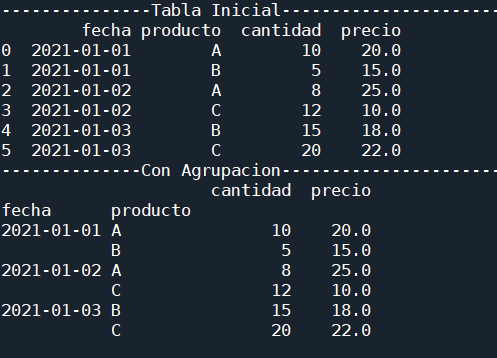 ---------------Tabla Inicial----------------------
        fecha producto  cantidad  precio
0  2021-01-01        A        10    20.0
1  2021-01-01        B         5    15.0
2  2021-01-02        A         8    25.0
3  2021-01-02        C        12    10.0
4  2021-01-03        B        15    18.0
5  2021-01-03        C        20    22.0
--------------Con Agrupacion----------------------
                     cantidad  precio
fecha      producto
2021-01-01 A               10    20.0
           B                5    15.0
2021-01-02 A                8    25.0
           C               12    10.0
2021-01-03 B               15    18.0
           C               20    22.0